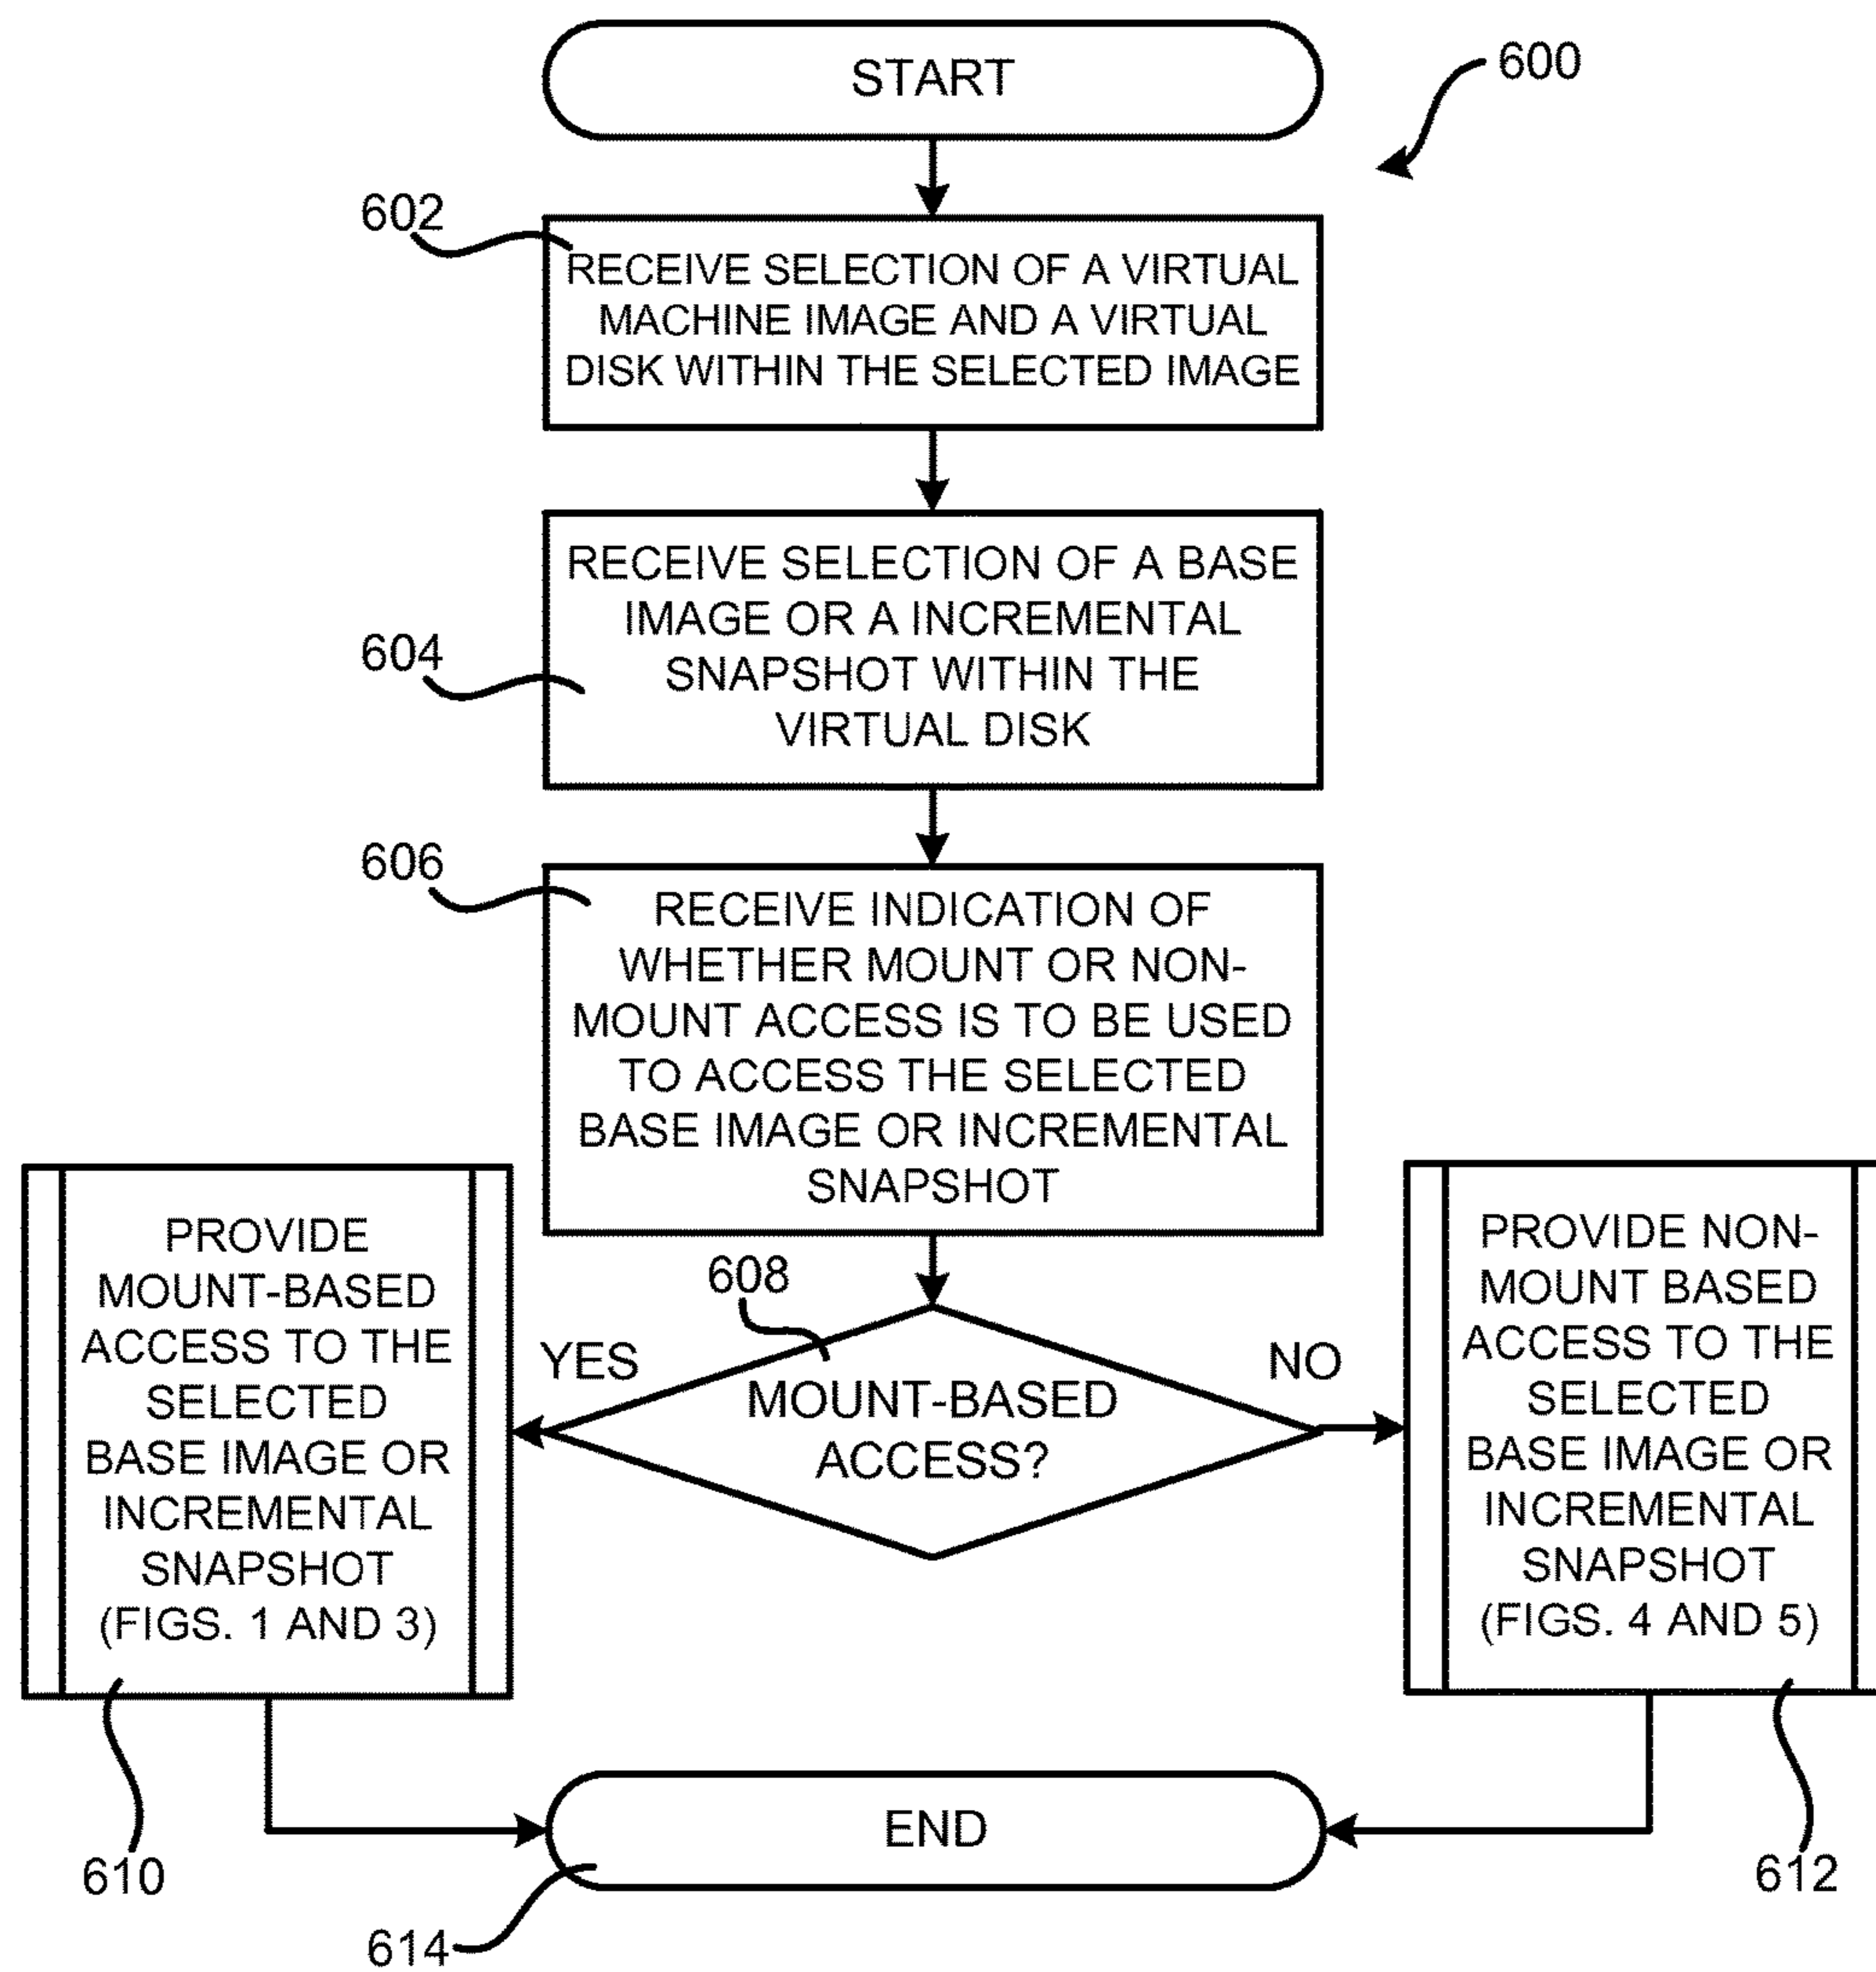 START
600
602
RECEIVE SELECTION OF A VIRTUAL
MACHINE IMAGE AND A VIRTUAL
DISK WITHIN THE SELECTED IMAGE
604
RECEIVE SELECTION OF A BASE
IMAGE OR A INCREMENTAL
SNAPSHOT WITHIN THE
VIRTUAL DISK
606
RECEIVE INDICATION OF
WHETHER MOUNT OR NON-
MOUNT ACCESS IS TO BE USED
TO ACCESS THE SELECTED
BASE IMAGE OR INCREMENTAL
SNAPSHOT
608
MOUNT-BASED
ACCESS?
YES
NO
PROVIDE
MOUNT-BASED
ACCESS TO THE
SELECTED
BASE IMAGE OR
INCREMENTAL
SNAPSHOT
(FIGS. 1 AND 3)
610
PROVIDE NON-
MOUNT BASED
ACCESS TO THE
SELECTED
BASE IMAGE OR
INCREMENTAL
SNAPSHOT
(FIGS. 4 AND 5)
612
END
614